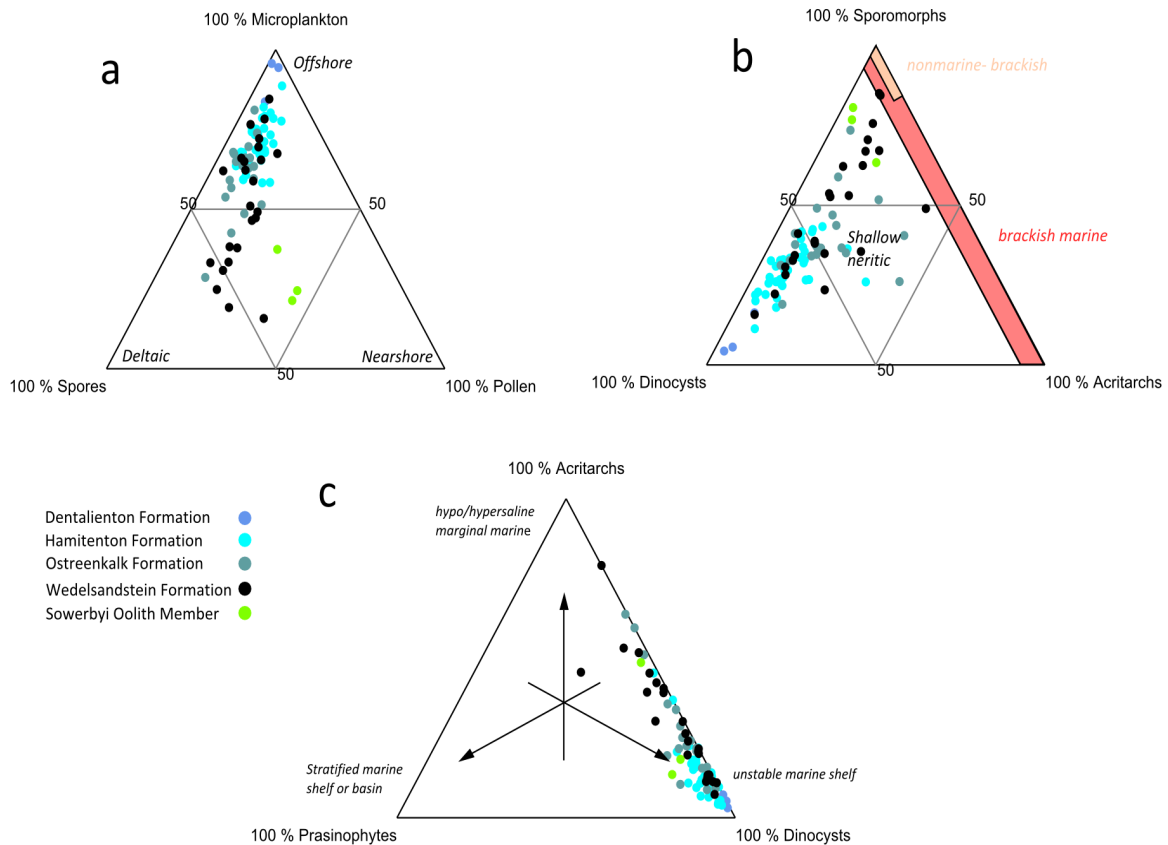 100 % Microplankton
a
Offshore
50
50
Deltaic
Nearshore
100 % Spores
50
100 % Pollen
100 % Sporomorphs
b
nonmarine- brackish
50
50
Shallow
neritic
brackish marine
100 % Dinocysts
50
100 % Acritarchs
100 % Acritarchs
c
hypo/hypersaline
marginal marine
Dentalienton Formation
Hamitenton Formation
Ostreenkalk Formation
Wedelsandstein Formation
Sowerbyi Oolith Member
Stratified marine
shelf or basin
unstable marine shelf
100 % Prasinophytes
100 % Dinocysts